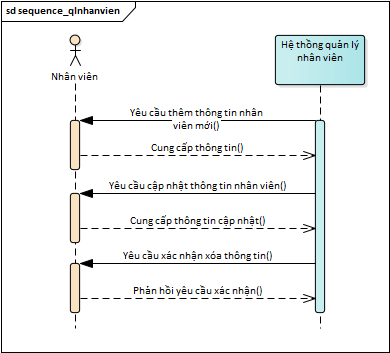 sd sequence_qlnhanvien
Nhân viên
Hệ thồng quản lý
nhân viên
Yêu cầu thêm thông tin nhân
viên mới()
Cung cấp thông tin()
Yêu cầu cập nhật thông tin nhân viên()
Cung cấp thông tin cập nhật()
Yêu cầu xác nhận xóa thông tin()
Phản hồi yêu cầu xác nhận()